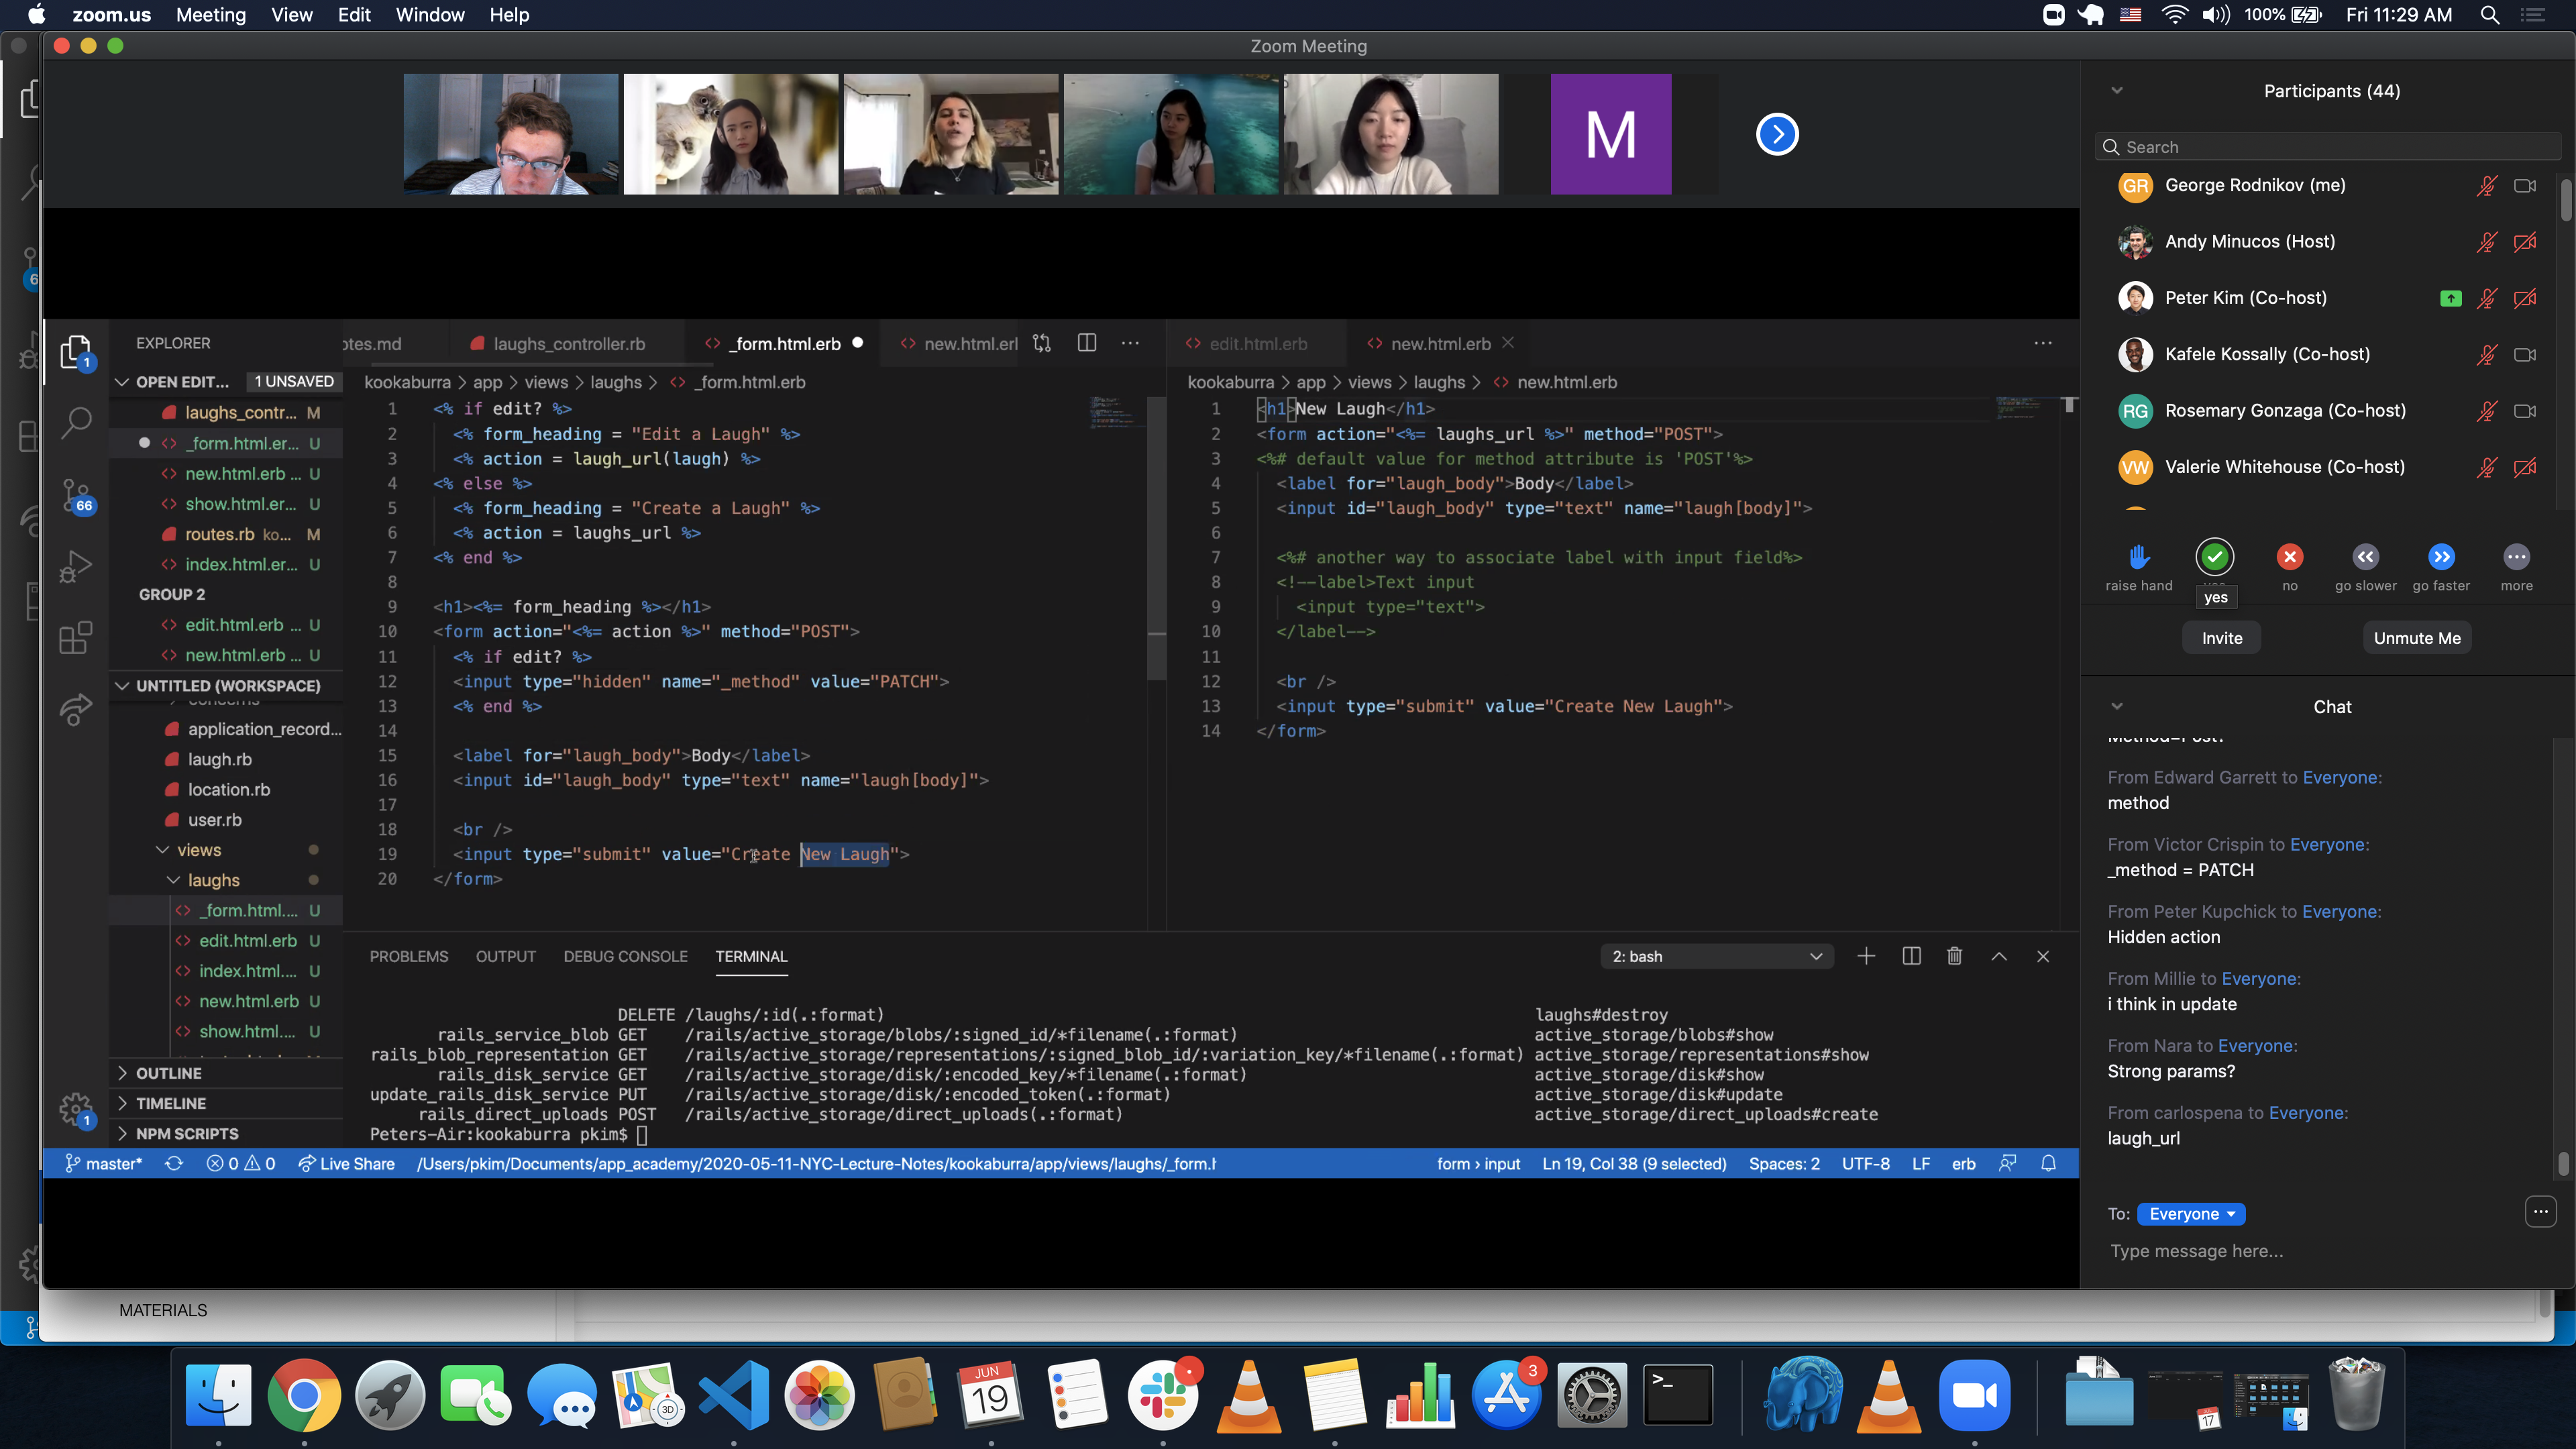 zoom.us Meeting View Edit Window Help
100% Fri 11:29 AM
Zoom Meeting
M
Participants (44)
Search
GR George Rodnikov (me)
Andy Minucos (Host)
Peter Kim (Co-host)
Kafele Kossally (Co-host)
RG Rosemary Gonzaga (Co-host)
VW Valerie Whitehouse (Co-host)
raise hand
no
go slower
go faster
more
yes
Invite
Unmute Me
Chat
Method=Post?
From Edward Garrett to Everyone:
method
From Victor Crispin to Everyone:
_method = PATCH
From Peter Kupchick to Everyone:
Hidden action
From Millie to Everyone:
i think in update
From Nara to Everyone:
Strong params?
From carlospena to Everyone:
laugh_url
To: Everyone
Type message here...
6
1
66
1
EXPLORER
OPEN EDIT... 1 UNSAVED
laughs_contr... M
_form.html.er... U
new.html.erb ... U
show.html.er... U
routes.rb ko... M
index.html.er... U
GROUP 2
edit.html.erb ... U
new.html.erb ... U
UNTITLED (WORKSPACE)
concerns
application_record...
laugh.rb
location.rb
user.rb
views
laughs
_form.html.... U
edit.html.erb U
index.html.... U
new.html.erb U
show.html.... U
OUTLINE
TIMELINE
NPM SCRIPTS
otes.md laughs_controller.rb _form.html.erb new.html.erl
kookaburra > app > views > laughs > <> _form.html.erb
1 <% if edit? %>
2 <% form_heading = "Edit a Laugh" %>
3 <% action = laugh_url(laugh) %>
4 <% else %>
5 <% form_heading = "Create a Laugh" %>
6 <% action = laughs_url %>
7 <% end %>
8
9 <h1><%= form_heading %></h1>
10 <form action="<%= action %>" method="POST">
11 <% if edit? %>
12 <input type="hidden" name="_method" value="PATCH">
13 <% end %>
14
15 <label for="laugh_body">Body</label>
16 <input id="laugh_body" type="text" name="laugh[body]">
17
18 <br />
19 <input type="submit" value="Create New Laugh">
20 </form>
edit.html.erb new.html.erb
kookaburra > app > views > laughs > <> new.html.erb
1 <h1>New Laugh</h1>
2 <form action="<%= laughs_url %>" method="POST">
3 <%# default value for method attribute is 'POST'%>
4 <label for="laugh_body">Body</label>
5 <input id="laugh_body" type="text" name="laugh[body]">
6
7 <%# another way to associate label with input field%>
8 <!--label>Text input
9 <input type="text">
10 </label-->
11
12 <br />
13 <input type="submit" value="Create New Laugh">
14 </form>
PROBLEMS OUTPUT DEBUG CONSOLE TERMINAL 2: bash
DELETE /laughs/:id(.:format) laughs#destroy
rails_service_blob GET /rails/active_storage/blobs/:signed_id/*filename(.:format) active_storage/blobs#show
rails_blob_representation GET /rails/active_storage/representations/:signed_blob_id/:variation_key/*filename(.:format) active_storage/representations#show
rails_disk_service GET /rails/active_storage/disk/:encoded_key/*filename(.:format) active_storage/disk#show
update_rails_disk_service PUT /rails/active_storage/disk/:encoded_token(.:format) active_storage/disk#update
rails_direct_uploads POST /rails/active_storage/direct_uploads(.:format) active_storage/direct_uploads#create
Peters-Air:kookaburra pkim$
master* 0 0 Live Share /Users/pkim/Documents/app_academy/2020-05-11-NYC-Lecture-Notes/kookaburra/app/views/laughs/_form.h form > input Ln 19, Col 38 (9 selected) Spaces: 2 UTF-8 LF erb
MATERIALS
3D
JUN
19
3
>_
17